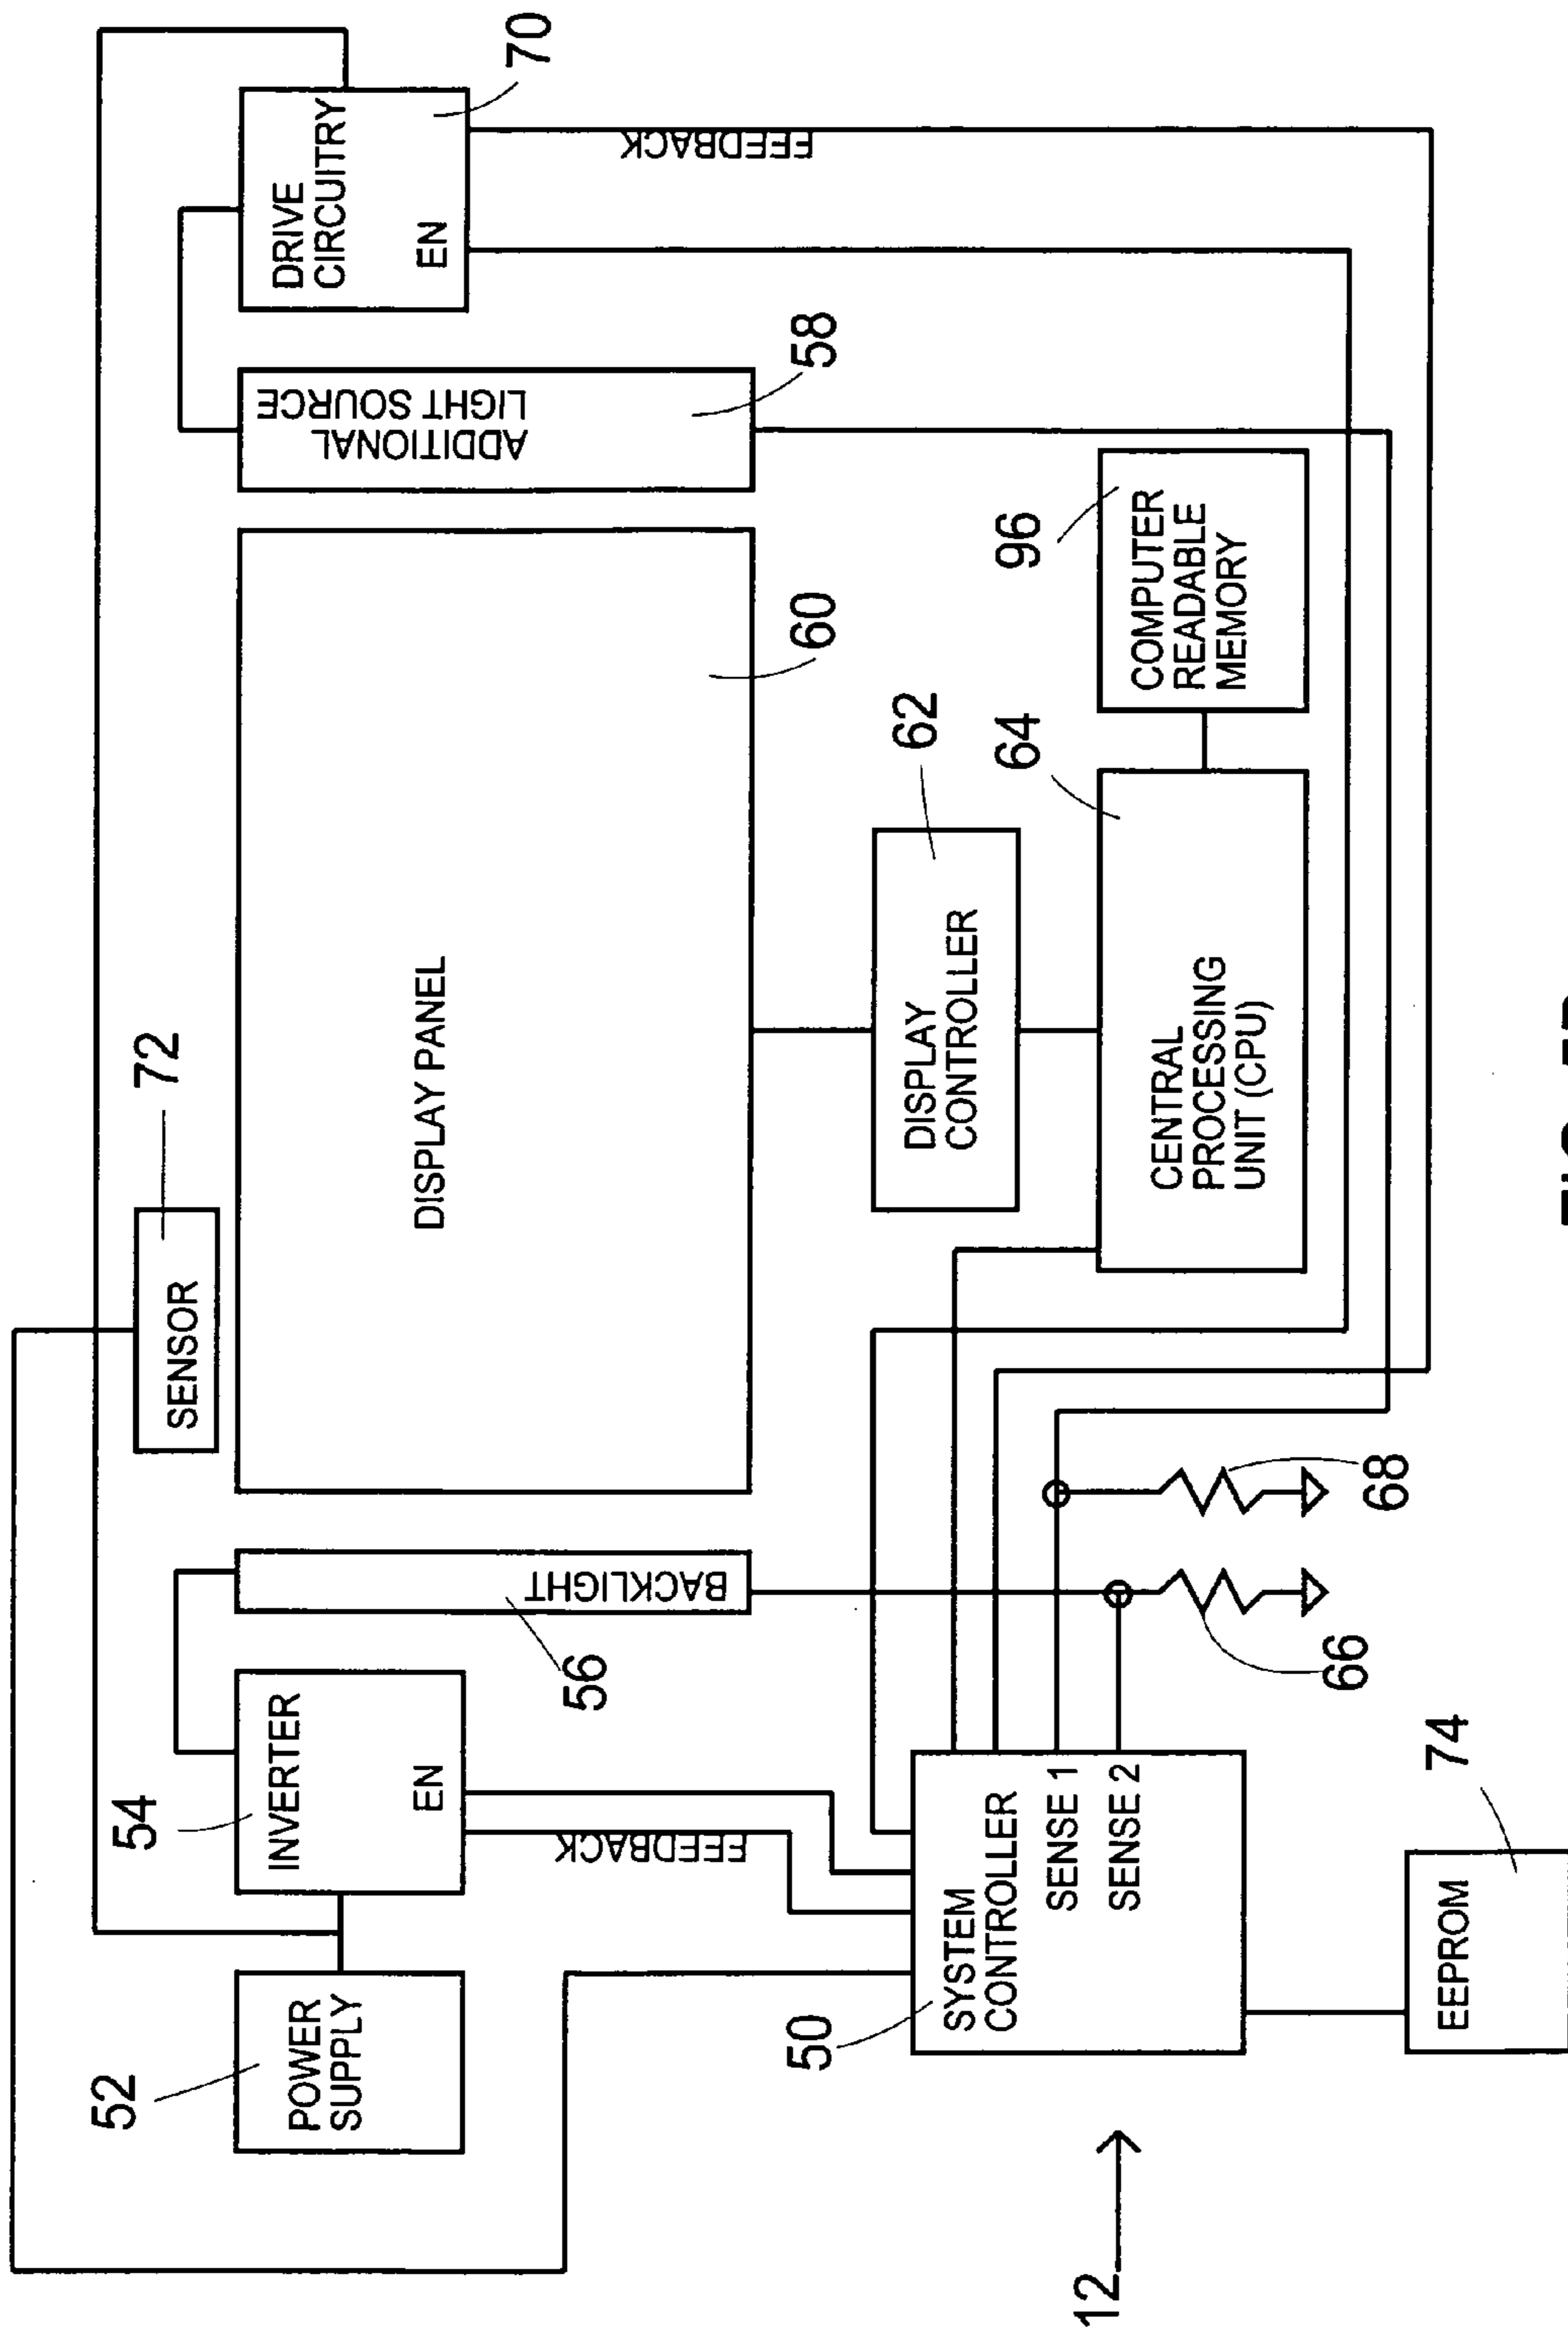 72
SENSOR
52
POWER
SUPPLY
54
INVERTER
EN
FEEDBACK
56
BACKLIGHT
DISPLAY PANEL
60
ADDITIONAL
LIGHT SOURCE
58
DRIVE
CIRCUITRY
EN
70
FEEDBACK
DISPLAY
CONTROLLER
62
50
SYSTEM
CONTROLLER
SENSE 1
SENSE 2
66
68
CENTRAL
PROCESSING
UNIT (CPU)
64
COMPUTER
READABLE
MEMORY
96
12
EEPROM
74